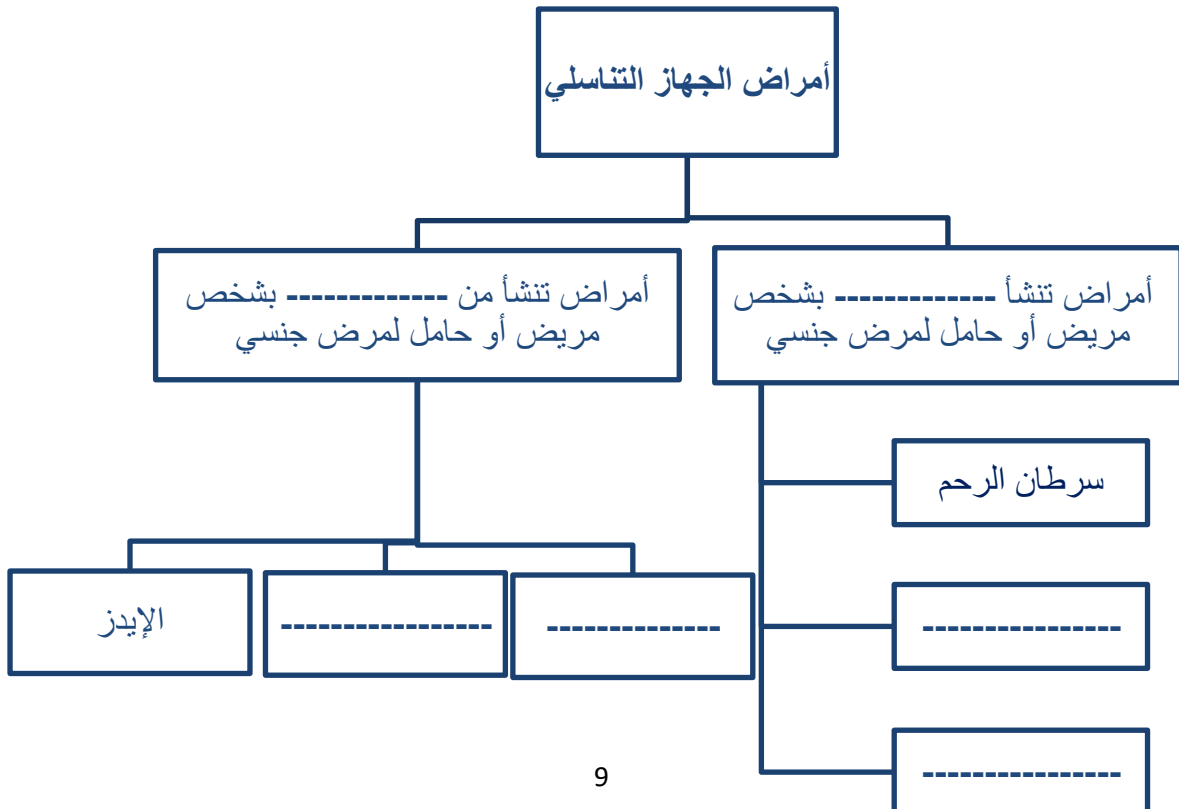 أمراض الجهاز التناسلي
أمراض تنشأ ------------- بشخص
مريض أو حامل لمرض جنسي
أمراض تنشأ من ------------- بشخص
مريض أو حامل لمرض جنسي
سرطان الرحم
----------------
----------------
--------------
-----------------
الإيدز
9